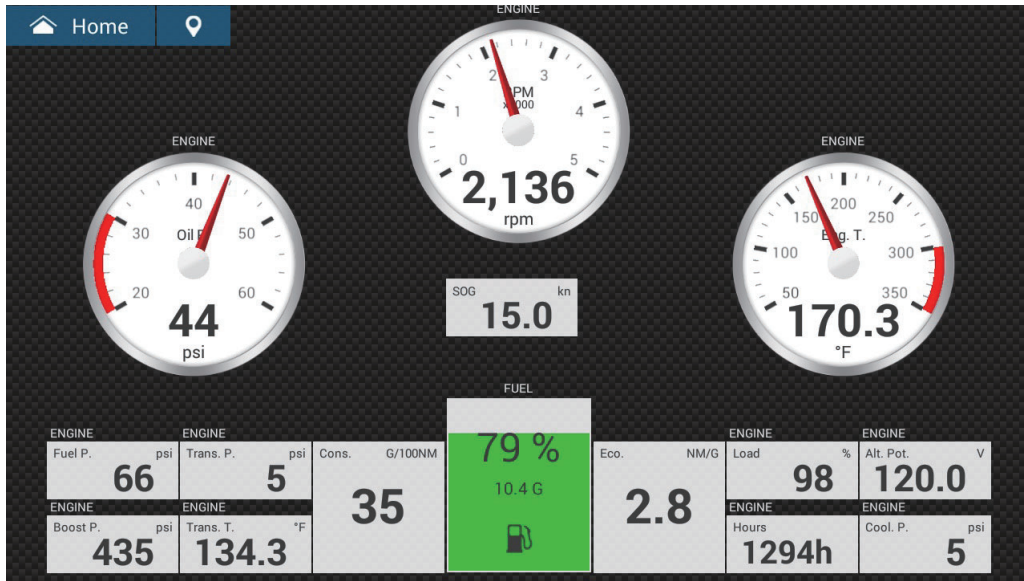 Home
ENGINE
0
1
2
3
4
5
2,136
rpm
ENGINE
20
30
40
50
60
44
psi
ENGINE
50
100
150
200
250
300
350
170.3
°F
SOG kn
15.0
FUEL
79 %
10.4 G
ENGINE
Fuel P. psi
66
ENGINE
Trans. P. psi
5
Cons. G/100NM
35
Eco. NM/G
2.8
ENGINE
Load %
98
ENGINE
Alt. Pot. V
120.0
ENGINE
Boost P. psi
435
ENGINE
Trans. T. °F
134.3
ENGINE
Hours
1294h
ENGINE
Cool. P. psi
5